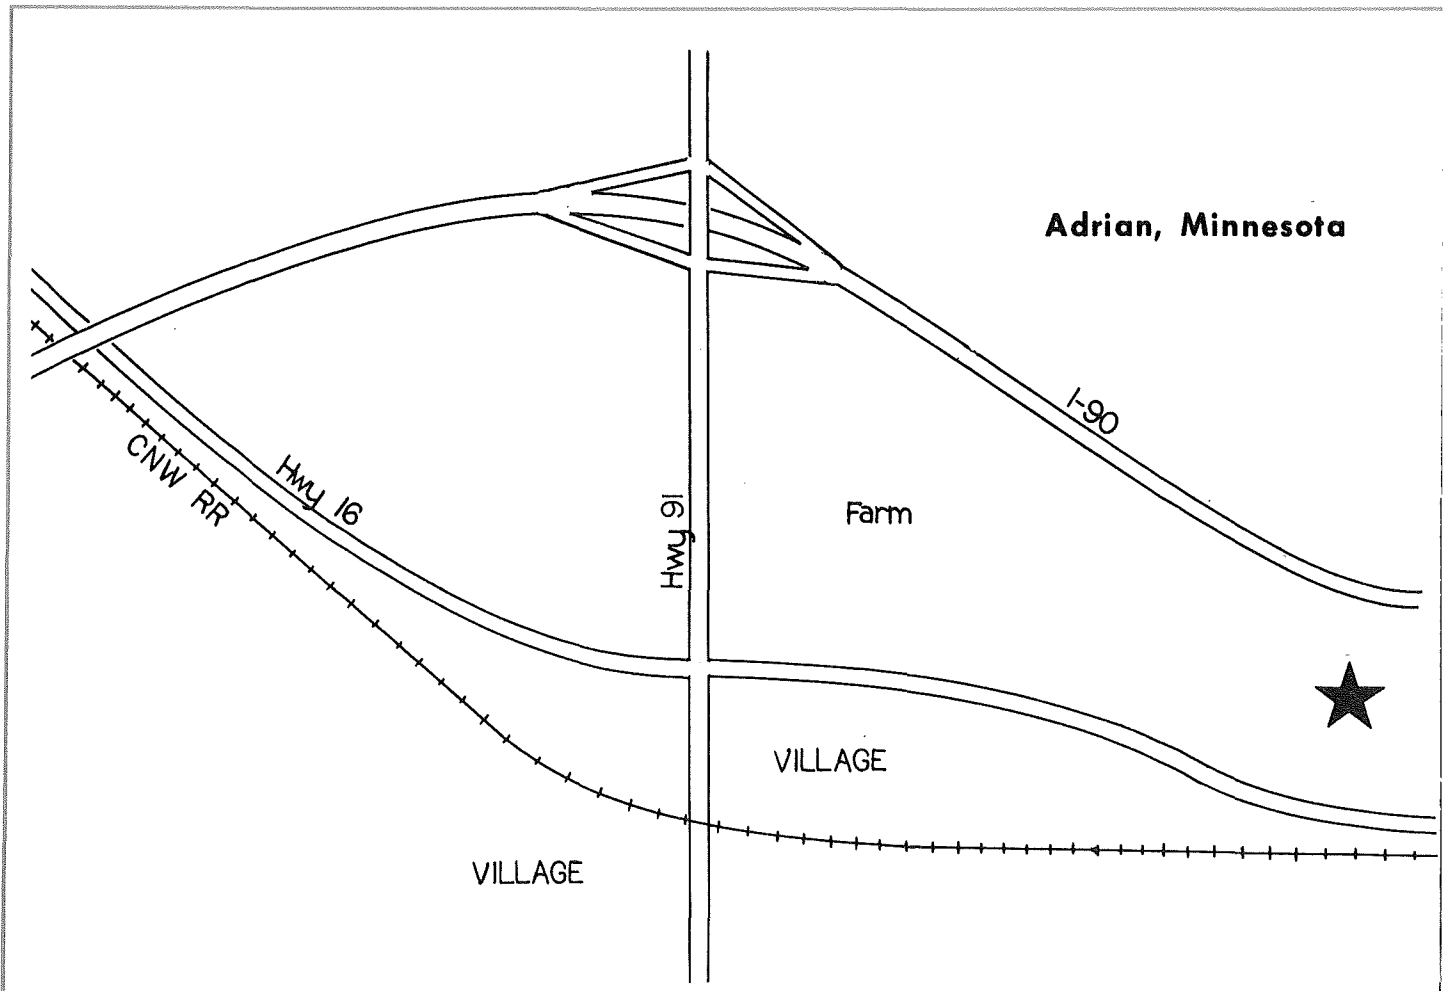 Adrian, Minnesota
I-90
CNW RR
Hwy 16
Hwy 91
Farm
VILLAGE
VILLAGE